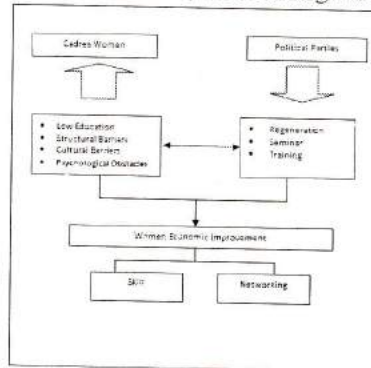 Cadres Woman
Political Parties
Low Education
Structural Barriers
Cultural Barriers
Psychological Obstacles
Regeneration
Seminar
Training
Women Economic Improvement
Skill
Networking